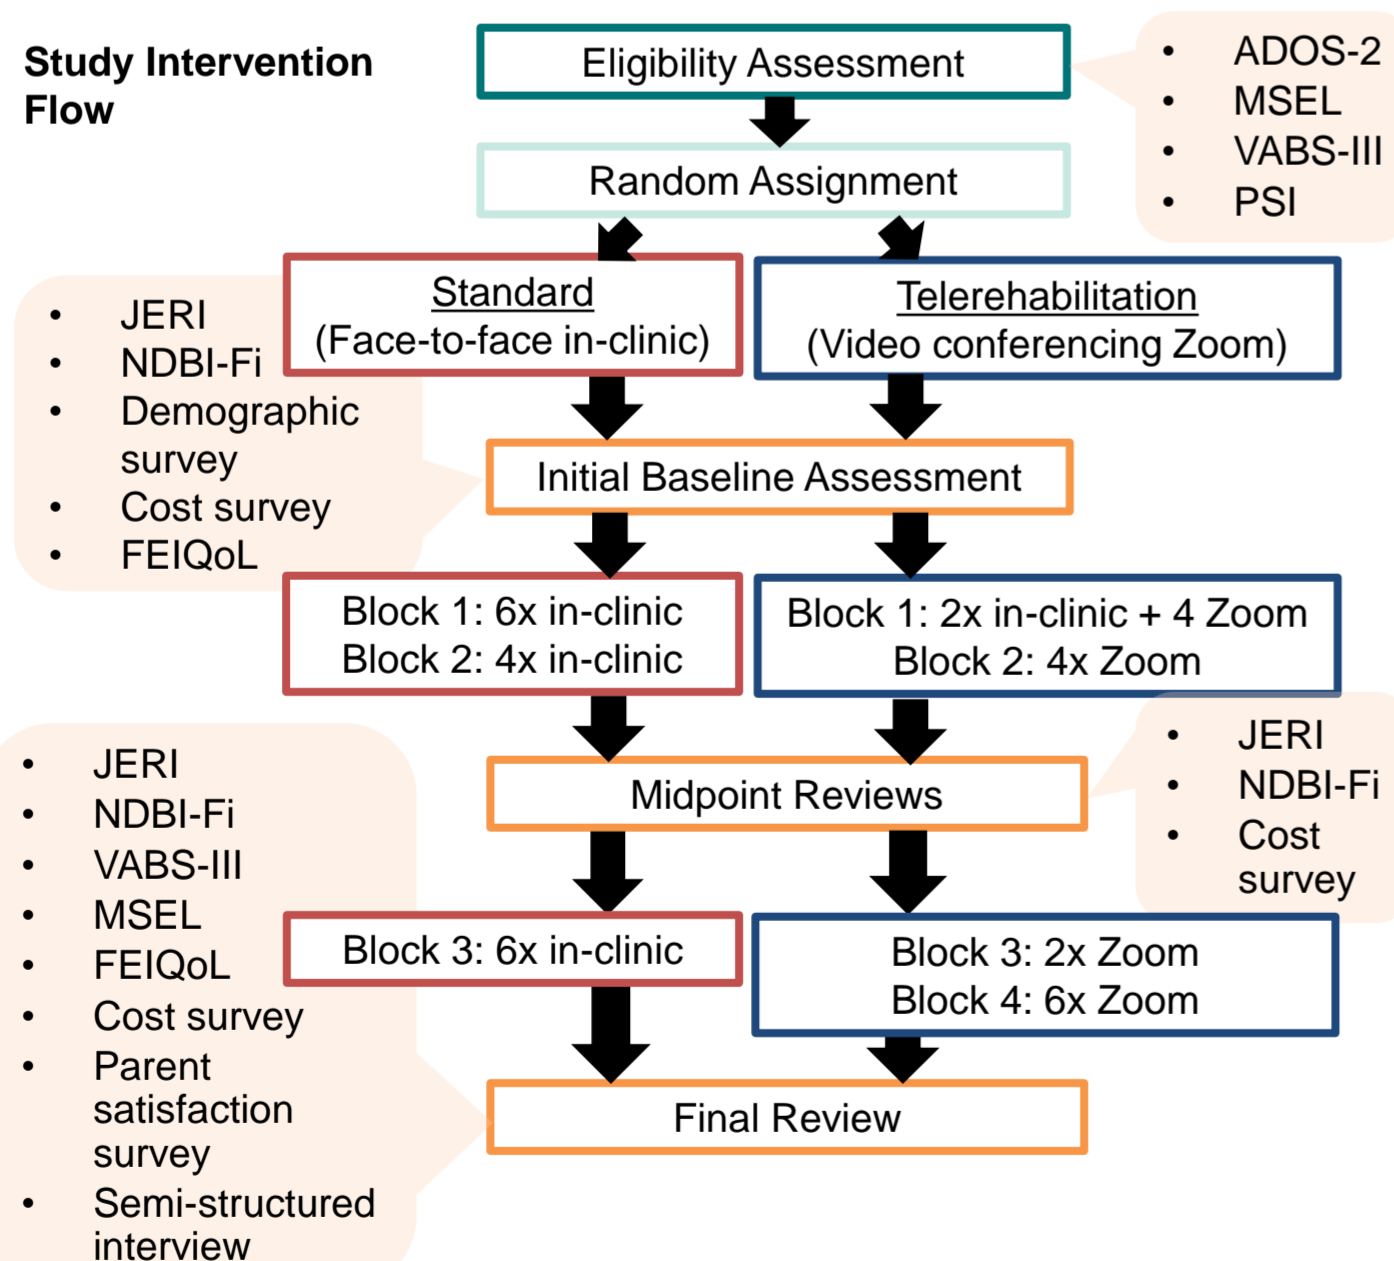 Study Intervention
Flow
Eligibility Assessment
• ADOS-2
• MSEL
• VABS-III
• PSI
Random Assignment
Standard
(Face-to-face in-clinic)
Telerehabilitation
(Video conferencing Zoom)
• JERI
• NDBI-Fi
• Demographic
survey
• Cost survey
• FEIQoL
Initial Baseline Assessment
Block 1: 6x in-clinic
Block 2: 4x in-clinic
Block 1: 2x in-clinic + 4 Zoom
Block 2: 4x Zoom
Midpoint Reviews
• JERI
• NDBI-Fi
• Cost
survey
• JERI
• NDBI-Fi
• VABS-III
• MSEL
• FEIQoL
• Cost survey
• Parent
satisfaction
survey
• Semi-structured
interview
Block 3: 6x in-clinic
Block 3: 2x Zoom
Block 4: 6x Zoom
Final Review